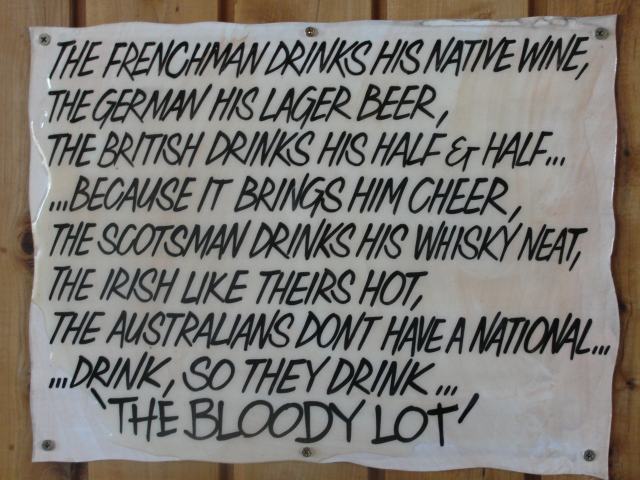 THE FRENCHMAN DRINKS HIS NATIVE WINE,
THE GERMAN HIS LAGER BEER,
THE BRITISH DRINKS HIS HALF & HALF...
...BECAUSE IT BRINGS HIM CHEER,
THE SCOTSMAN DRINKS HIS WHISKY NEAT,
THE IRISH LIKE THEIRS HOT,
THE AUSTRALIANS DONT HAVE A NATIONAL...
...DRINK, SO THEY DRINK...
'THE BLOODY LOT'